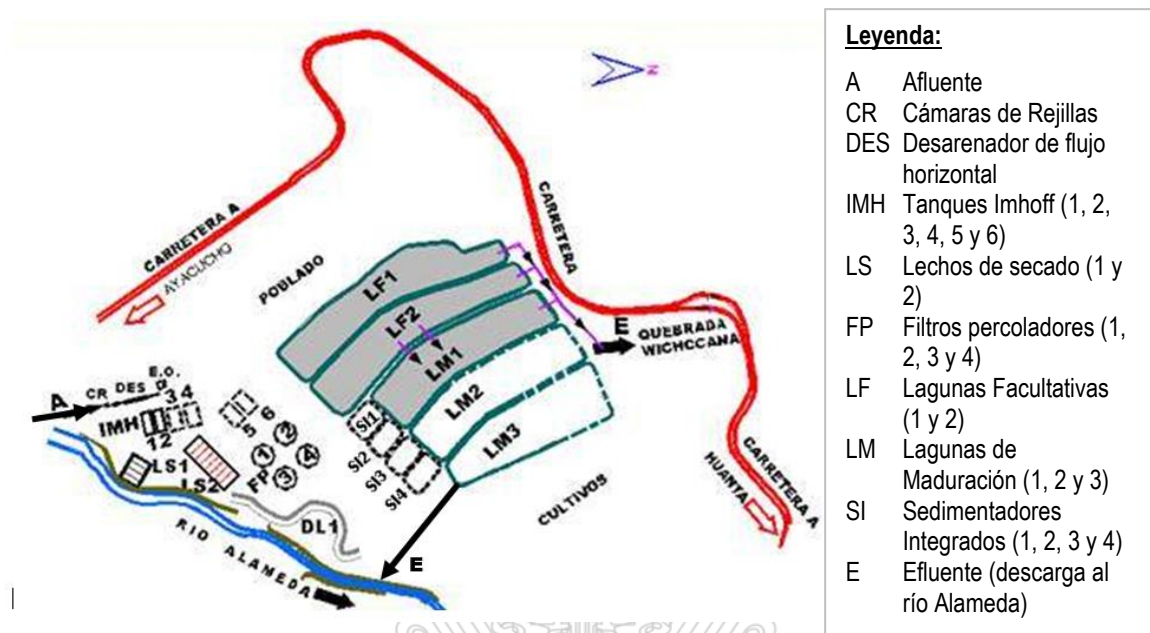 CARRETERA A
AYACUCHO
POBLADO
N
CARRETERA
E
QUEBRADA
WICHCCANA
CARRETERA A
HUANTA
LF1
LF2
LM1
LM2
LM3
CULTIVOS
A
CR DES
E.O.
3 4
IMH
1 2
5
6
FP
1
2
3
4
SI1
SI2
SI3
SI4
LS1
LS2
DL1
E
RIO ALAMEDA
Leyenda:
A Afluente
CR Cámaras de Rejillas
DES Desarenador de flujo
horizontal
IMH Tanques Imhoff (1, 2,
3, 4, 5 y 6)
LS Lechos de secado (1 y
2)
FP Filtros percoladores (1,
2, 3 y 4)
LF Lagunas Facultativas
(1 y 2)
LM Lagunas de
Maduración (1, 2 y 3)
SI Sedimentadores
Integrados (1, 2, 3 y 4)
E Efluente (descarga al
río Alameda)